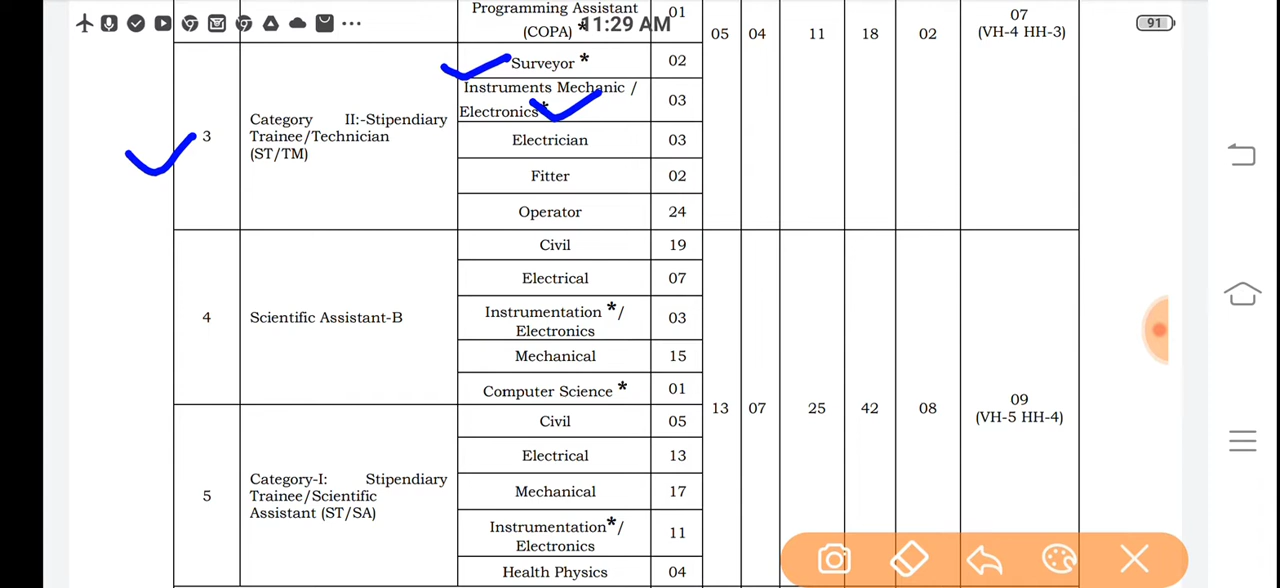 11:29 AM
91
Programming Assistant
(COPA) *
01
05
04
11
18
02
07
(VH-4 HH-3)
3
Category II:-Stipendiary
Trainee/Technician
(ST/TM)
Surveyor *
02
Instruments Mechanic /
Electronics*
03
Electrician
03
Fitter
02
Operator
24
4
Scientific Assistant-B
Civil
19
Electrical
07
Instrumentation */
Electronics
03
Mechanical
15
Computer Science *
01
13
07
25
42
08
09
(VH-5 HH-4)
5
Category-I: Stipendiary
Trainee/Scientific
Assistant (ST/SA)
Civil
05
Electrical
13
Mechanical
17
Instrumentation*/
Electronics
11
Health Physics
04